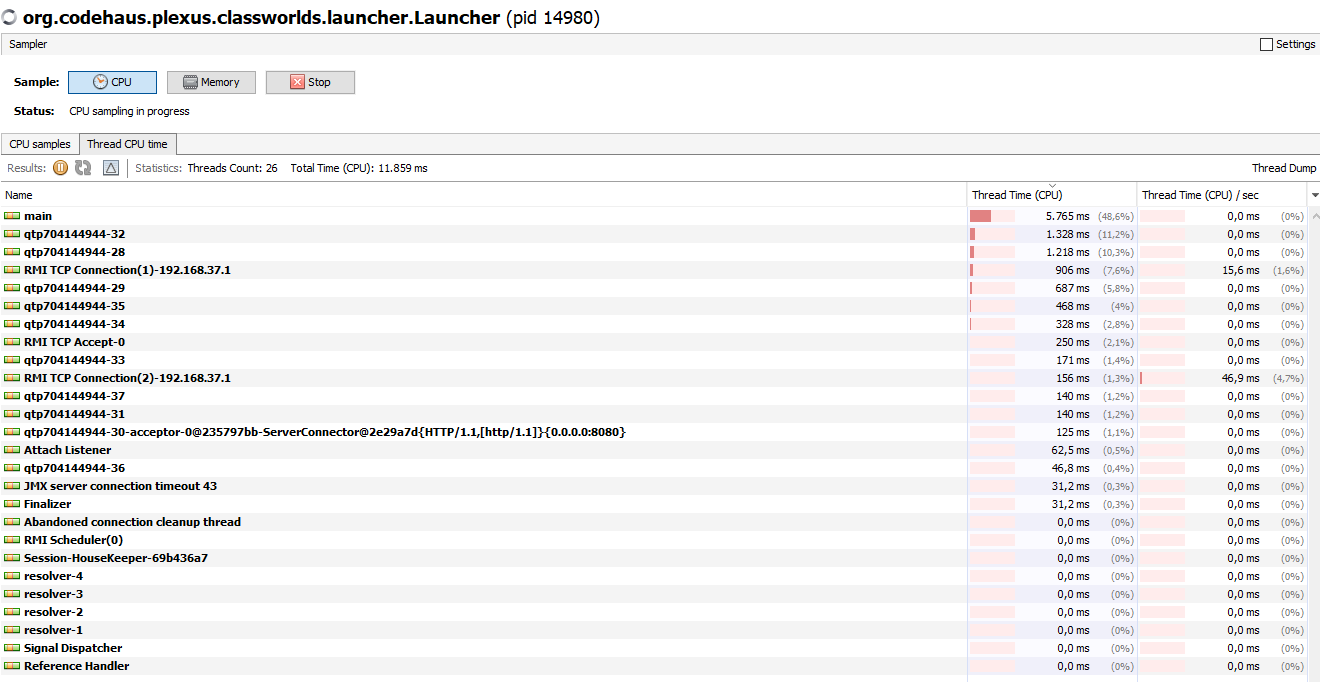 org.codehaus.plexus.classworlds.launcher.Launcher (pid 14980)
Sampler Settings
Sample: CPU Memory Stop
Status: CPU sampling in progress
CPU samples Thread CPU time
Results: Statistics: Threads Count: 26 Total Time (CPU): 11.859 ms Thread Dump
Name Thread Time (CPU) Thread Time (CPU) / sec
main 5.765 ms (48,6%) 0,0 ms (0%)
qtp704144944-32 1.328 ms (11,2%) 0,0 ms (0%)
qtp704144944-28 1.218 ms (10,3%) 0,0 ms (0%)
RMI TCP Connection(1)-192.168.37.1 906 ms (7,6%) 15,6 ms (1,6%)
qtp704144944-29 687 ms (5,8%) 0,0 ms (0%)
qtp704144944-35 468 ms (4%) 0,0 ms (0%)
qtp704144944-34 328 ms (2,8%) 0,0 ms (0%)
RMI TCP Accept-0 250 ms (2,1%) 0,0 ms (0%)
qtp704144944-33 171 ms (1,4%) 0,0 ms (0%)
RMI TCP Connection(2)-192.168.37.1 156 ms (1,3%) 46,9 ms (4,7%)
qtp704144944-37 140 ms (1,2%) 0,0 ms (0%)
qtp704144944-31 140 ms (1,2%) 0,0 ms (0%)
qtp704144944-30-acceptor-0@235797bb-ServerConnector@2e29a7d{HTTP/1.1,[http/1.1]}{0.0.0.0:8080} 125 ms (1,1%) 0,0 ms (0%)
Attach Listener 62,5 ms (0,5%) 0,0 ms (0%)
qtp704144944-36 46,8 ms (0,4%) 0,0 ms (0%)
JMX server connection timeout 43 31,2 ms (0,3%) 0,0 ms (0%)
Finalizer 31,2 ms (0,3%) 0,0 ms (0%)
Abandoned connection cleanup thread 0,0 ms (0%) 0,0 ms (0%)
RMI Scheduler(0) 0,0 ms (0%) 0,0 ms (0%)
Session-HouseKeeper-69b436a7 0,0 ms (0%) 0,0 ms (0%)
resolver-4 0,0 ms (0%) 0,0 ms (0%)
resolver-3 0,0 ms (0%) 0,0 ms (0%)
resolver-2 0,0 ms (0%) 0,0 ms (0%)
resolver-1 0,0 ms (0%) 0,0 ms (0%)
Signal Dispatcher 0,0 ms (0%) 0,0 ms (0%)
Reference Handler 0,0 ms (0%) 0,0 ms (0%)